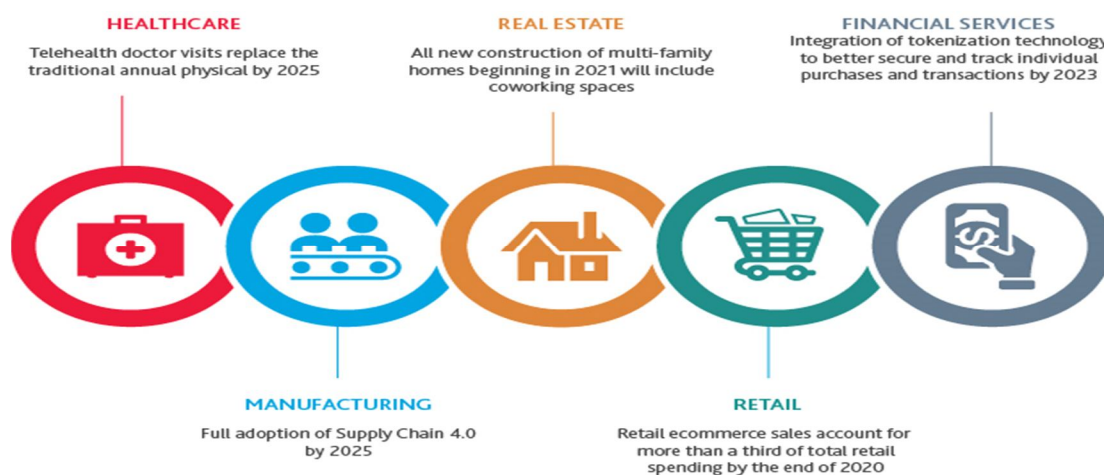 HEALTHCARE
Telehealth doctor visits replace the
traditional annual physical by 2025
REAL ESTATE
All new construction of multi-family
homes beginning in 2021 will include
coworking spaces
FINANCIAL SERVICES
Integration of tokenization technology
to better secure and track individual
purchases and transactions by 2023
MANUFACTURING
Full adoption of Supply Chain 4.0
by 2025
RETAIL
Retail ecommerce sales account for
more than a third of total retail
spending by the end of 2020